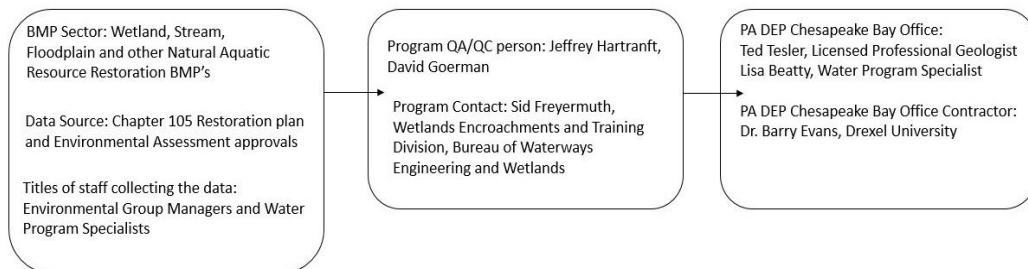 BMP Sector: Wetland, Stream,
Floodplain and other Natural Aquatic
Resource Restoration BMP's
Data Source: Chapter 105 Restoration plan
and Environmental Assessment approvals
Titles of staff collecting the data:
Environmental Group Managers and Water
Program Specialists
Program QA/QC person: Jeffrey Hartranft,
David Goerman
Program Contact: Sid Freyermuth,
Wetlands Encroachments and Training
Division, Bureau of Waterways
Engineering and Wetlands
PA DEP Chesapeake Bay Office:
Ted Tesler, Licensed Professional Geologist
Lisa Beatty, Water Program Specialist
PA DEP Chesapeake Bay Office Contractor:
Dr. Barry Evans, Drexel University